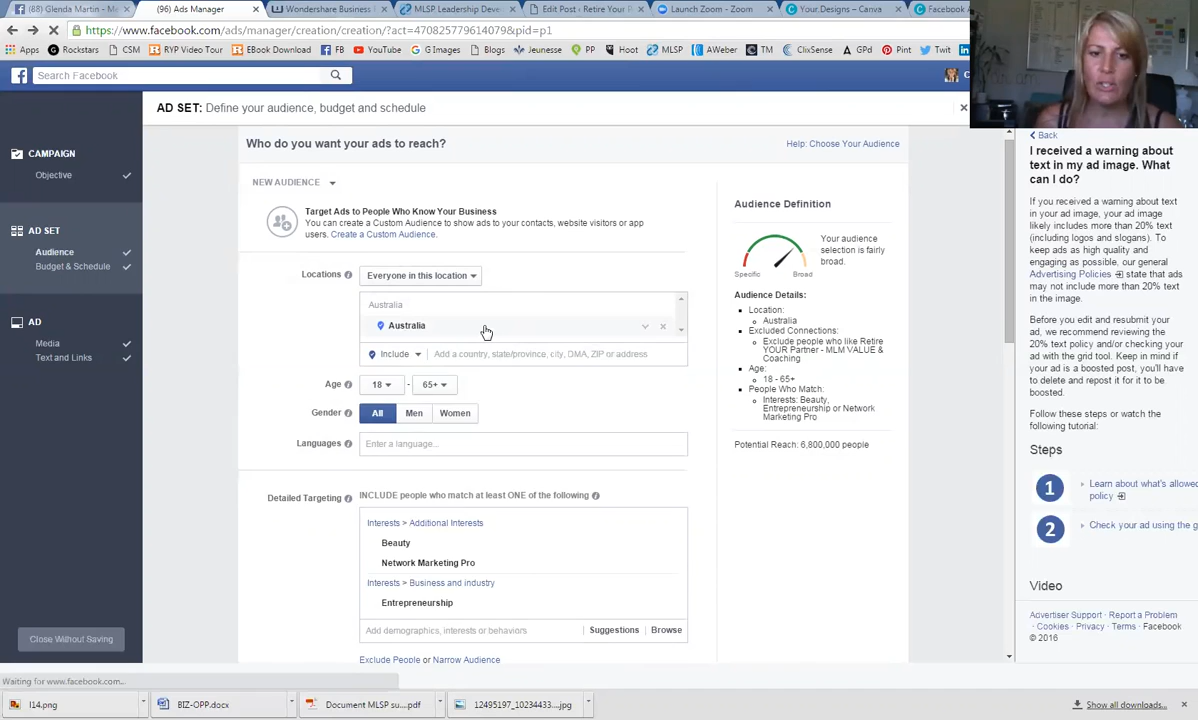 (88) Glenda Martin - M
(96) Ads Manager
Wondershare Business
MLSP Leadership Devel
Edit Post ‹ Retire Your
Launch Zoom - Zoom
Your Designs – Canva
Facebook A
https://www.facebook.com/ads/manager/creation/creation/?act=470825779614079&pid=p1
Apps Rockstars CSM RYP Video Tour EBook Download FB YouTube G Images Blogs Jeunesse PP Hoot MLSP AWeber TM ClixSense GPd Pint Twit
Search Facebook
AD SET: Define your audience, budget and schedule
CAMPAIGN
Objective
AD SET
Audience
Budget & Schedule
AD
Media
Text and Links
Close Without Saving
Who do you want your ads to reach?
Help: Choose Your Audience
NEW AUDIENCE
Target Ads to People Who Know Your Business
You can create a Custom Audience to show ads to your contacts, website visitors or app
users. Create a Custom Audience.
Locations
Everyone in this location
Australia
Australia
Include
Add a country, state/province, city, DMA, ZIP or address
Age
18 - 65+
Gender
All Men Women
Languages
Enter a language...
Detailed Targeting
INCLUDE people who match at least ONE of the following
Interests > Additional Interests
Beauty
Network Marketing Pro
Interests > Business and industry
Entrepreneurship
Add demographics, interests or behaviors
Suggestions
Browse
Exclude People or Narrow Audience
Audience Definition
Specific
Broad
Your audience
selection is fairly
broad.
Audience Details:
Location:
Australia
Excluded Connections:
Exclude people who like Retire
YOUR Partner - MLM VALUE &
Coaching
Age:
18 - 65+
People Who Match:
Interests: Beauty,
Entrepreneurship or Network
Marketing Pro
Potential Reach: 6,800,000 people
Back
I received a warning about
text in my ad image. What
can I do?
If you received a warning about text
in your ad image, your ad image
likely includes more than 20% text
(including logos and slogans). To
keep ads as high quality and
engaging as possible, our general
Advertising Policies state that ads
may not include more than 20% text
in the image.
Before you edit and resubmit your
ad, we recommend reviewing the
20% text policy and/or checking your
ad with the grid tool. Keep in mind if
your ad is a boosted post, you'll have
to delete and repost it for it to be
boosted.
Follow these steps or watch the
following tutorial:
Steps
1
Learn about what's allowed
policy
2
Check your ad using the g
Video
Advertiser Support · Report a Problem
· Cookies · Privacy · Terms · Facebook
© 2016
Waiting for www.facebook.com...
I14.png
BIZ-OPP.docx
Document MLSP su....pdf
12495197_10234433....jpg
Show all downloads...